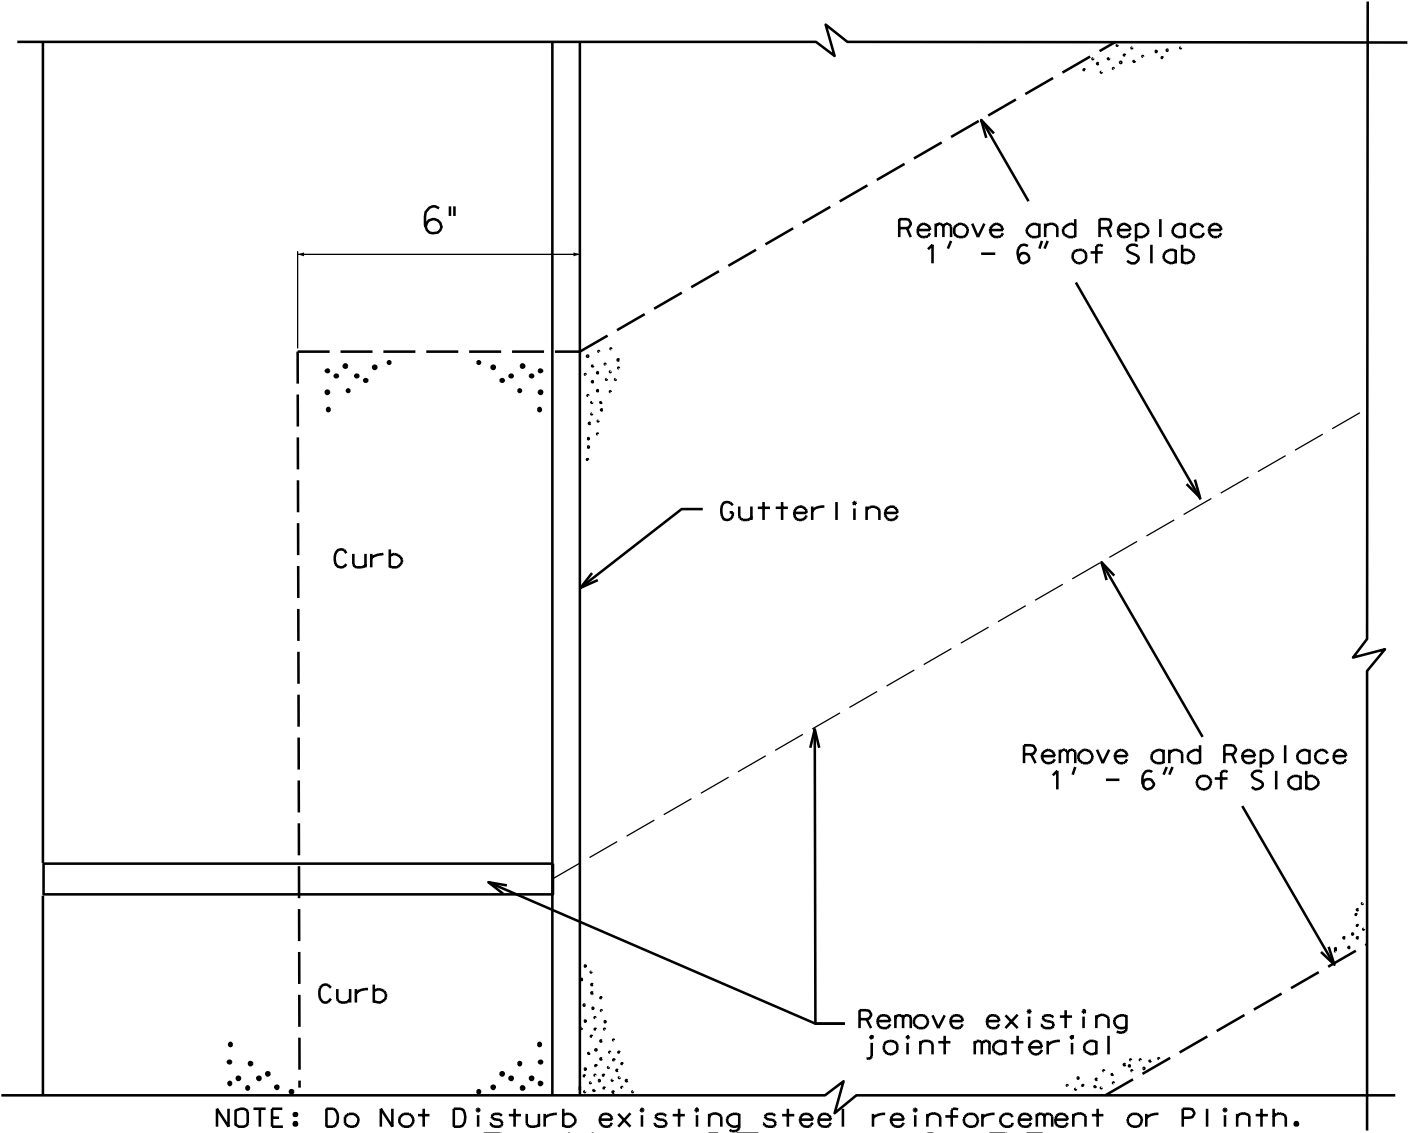 6"
Remove and Replace
1' - 6" of Slab
Gutterline
Curb
Remove and Replace
1' - 6" of Slab
Curb
Remove existing
joint material
NOTE: Do Not Disturb existing steel reinforcement or Plinth.